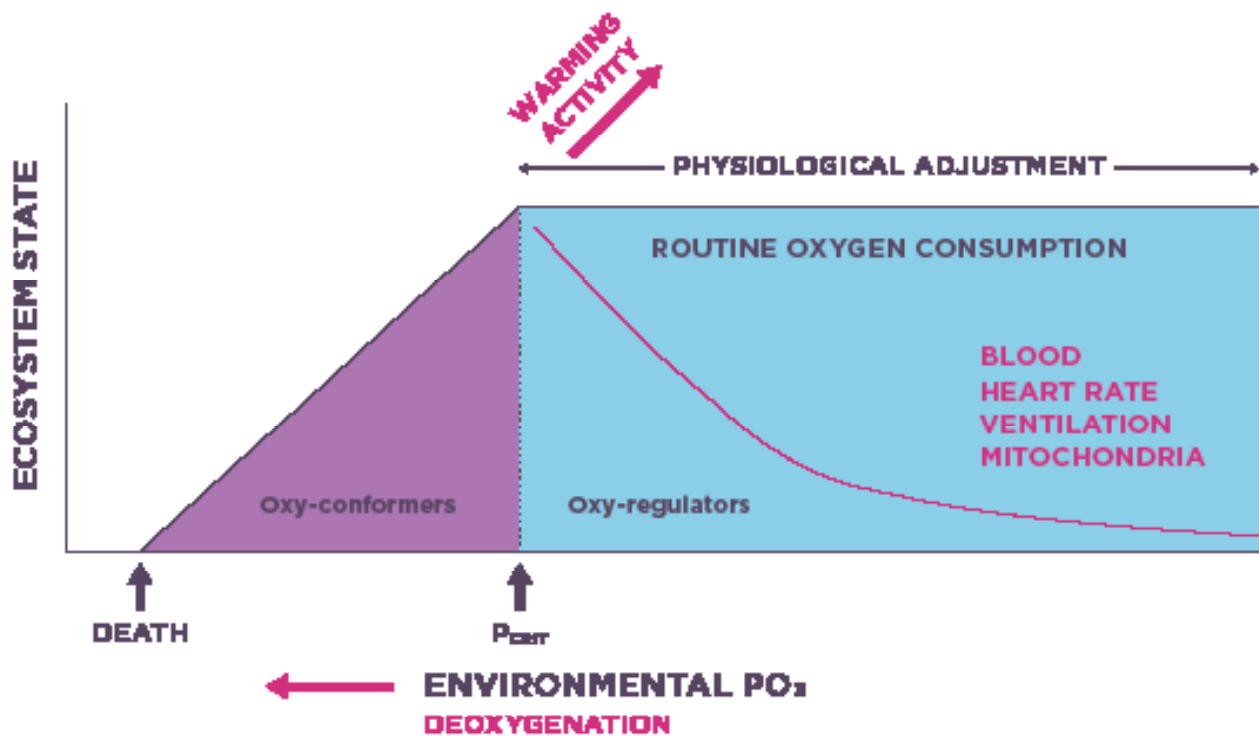 WARMING
ACTIVITY
PHYSIOLOGICAL ADJUSTMENT
ECOSYSTEM STATE
ROUTINE OXYGEN CONSUMPTION
BLOOD
HEART RATE
VENTILATION
MITOCHONDRIA
Oxy-conformers
Oxy-regulators
DEATH
PCRIT
ENVIRONMENTAL PO₂
DEOXYGENATION